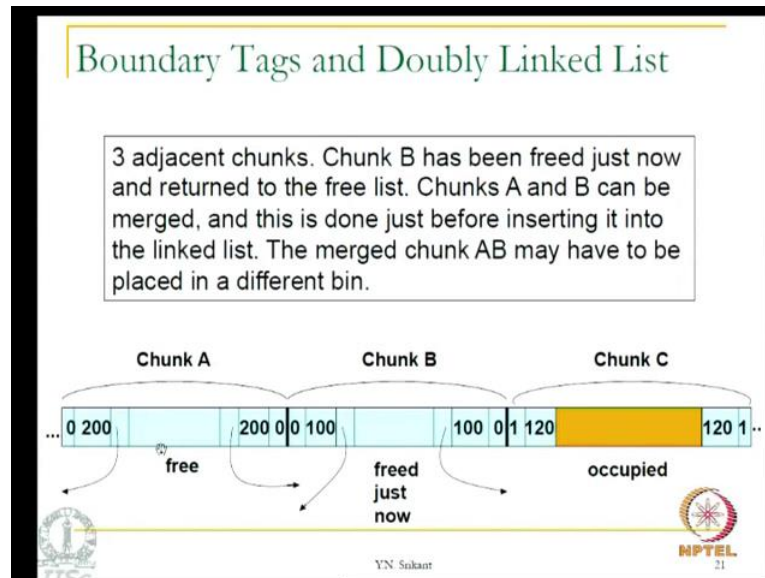 Boundary Tags and Doubly Linked List
3 adjacent chunks. Chunk B has been freed just now
and returned to the free list. Chunks A and B can be
merged, and this is done just before inserting it into
the linked list. The merged chunk AB may have to be
placed in a different bin.
Chunk A Chunk B Chunk C
... 0 200 200 0 0 100 100 0 1 120 120 1 ..
free freed occupied
just
now
NPTEL
Y.N. Srikant 21